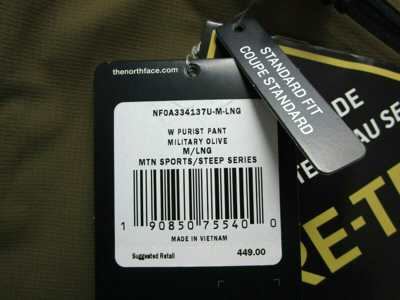 thenorthface.com
STANDARD FIT
COUPE STANDARD
NF0A334137U-M-LNG
W PURIST PANT
MILITARY OLIVE
M/LNG
MTN SPORTS/STEEP SERIES
1 90850 75540 0
MADE IN VIETNAM
Suggested Retail 449.00
DE
AU SE
RE-TE